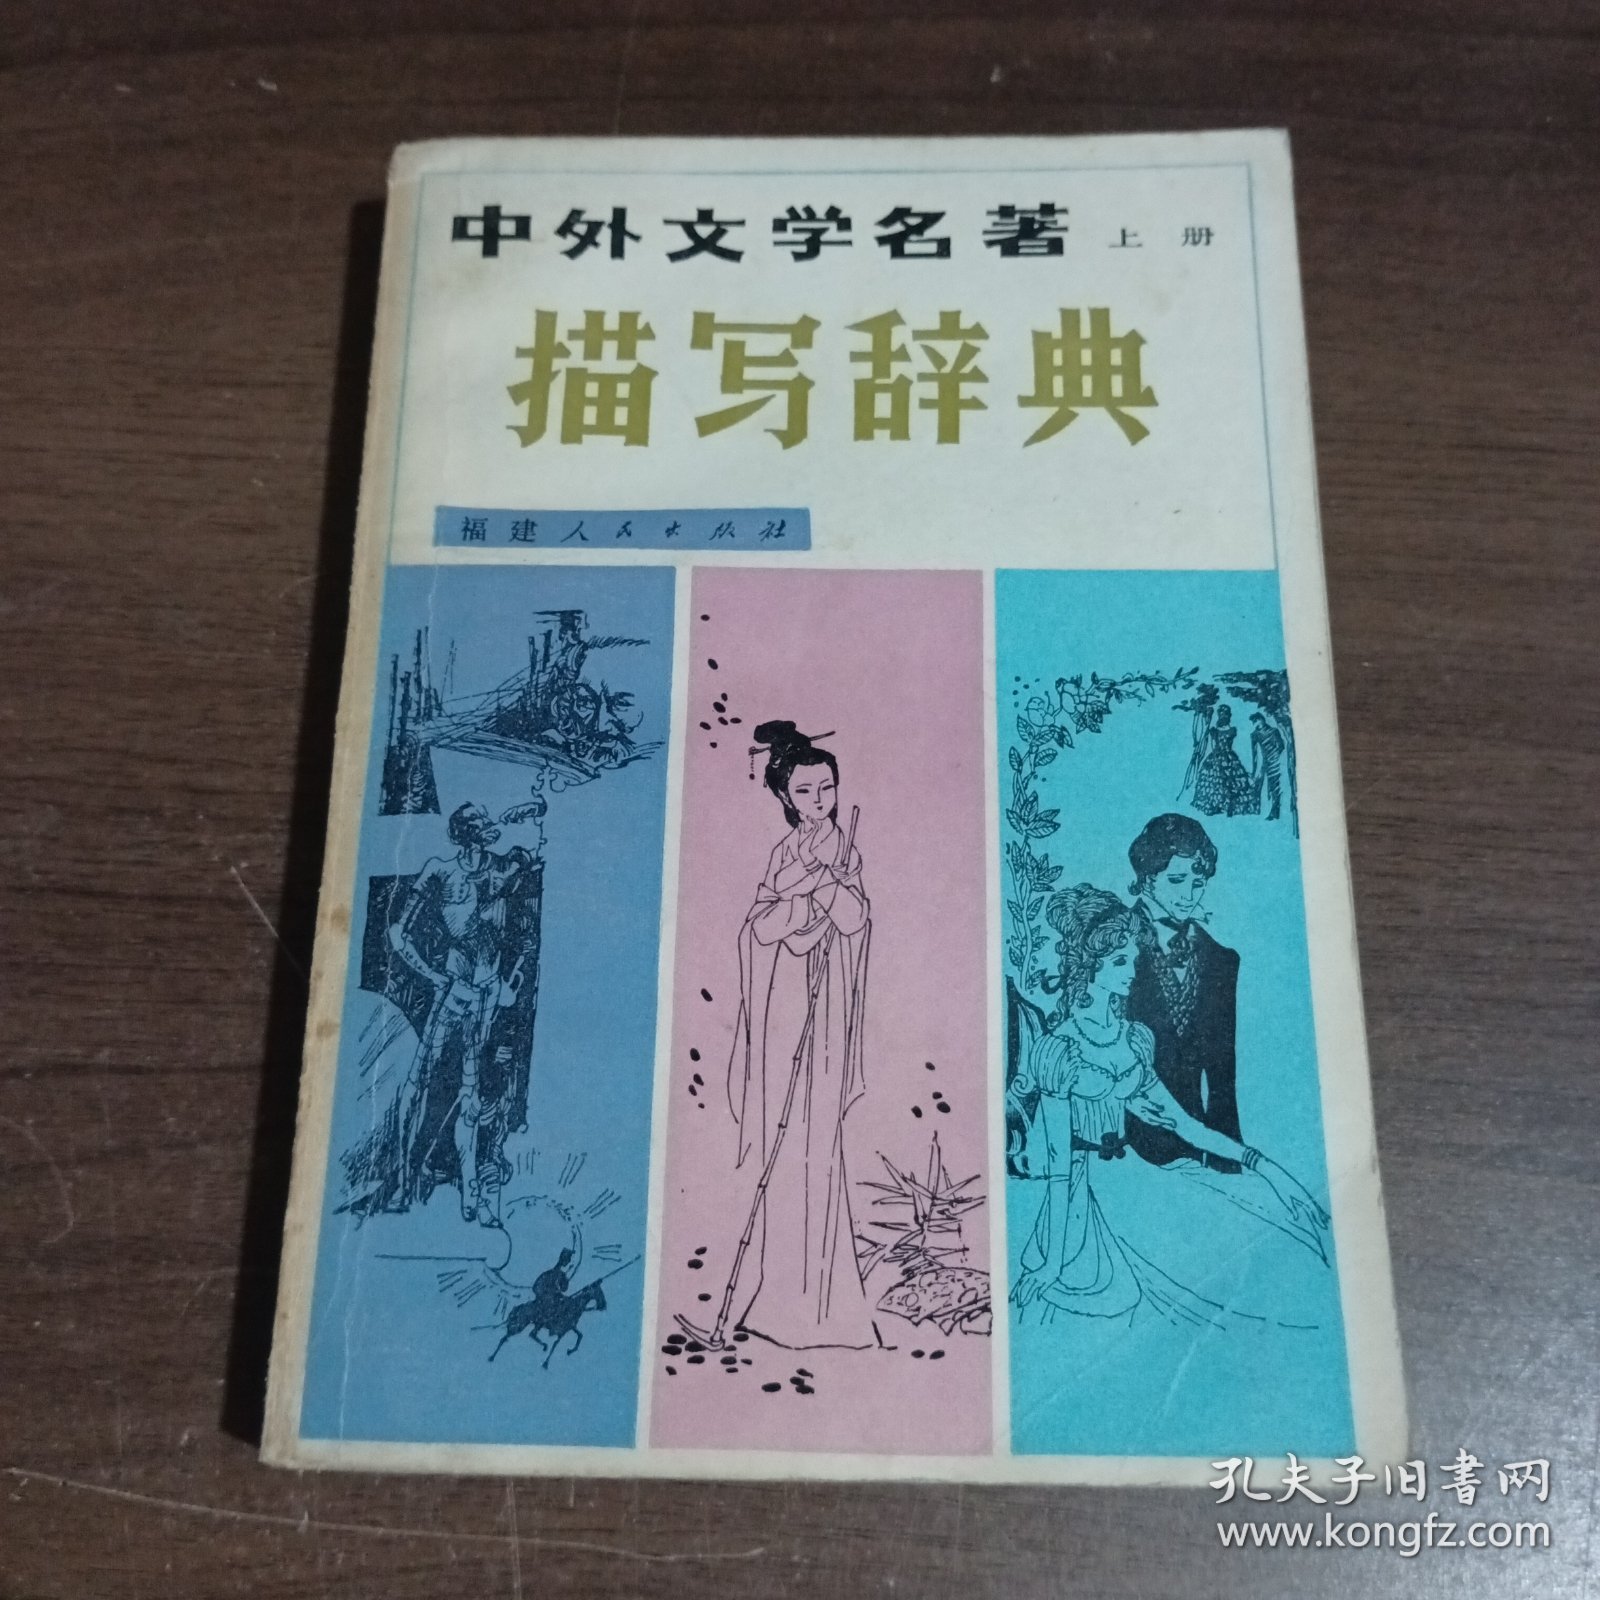 中外文学名著 上册
描写辞典
福建人民出版社
孔夫子旧书网
www.kongfz.com